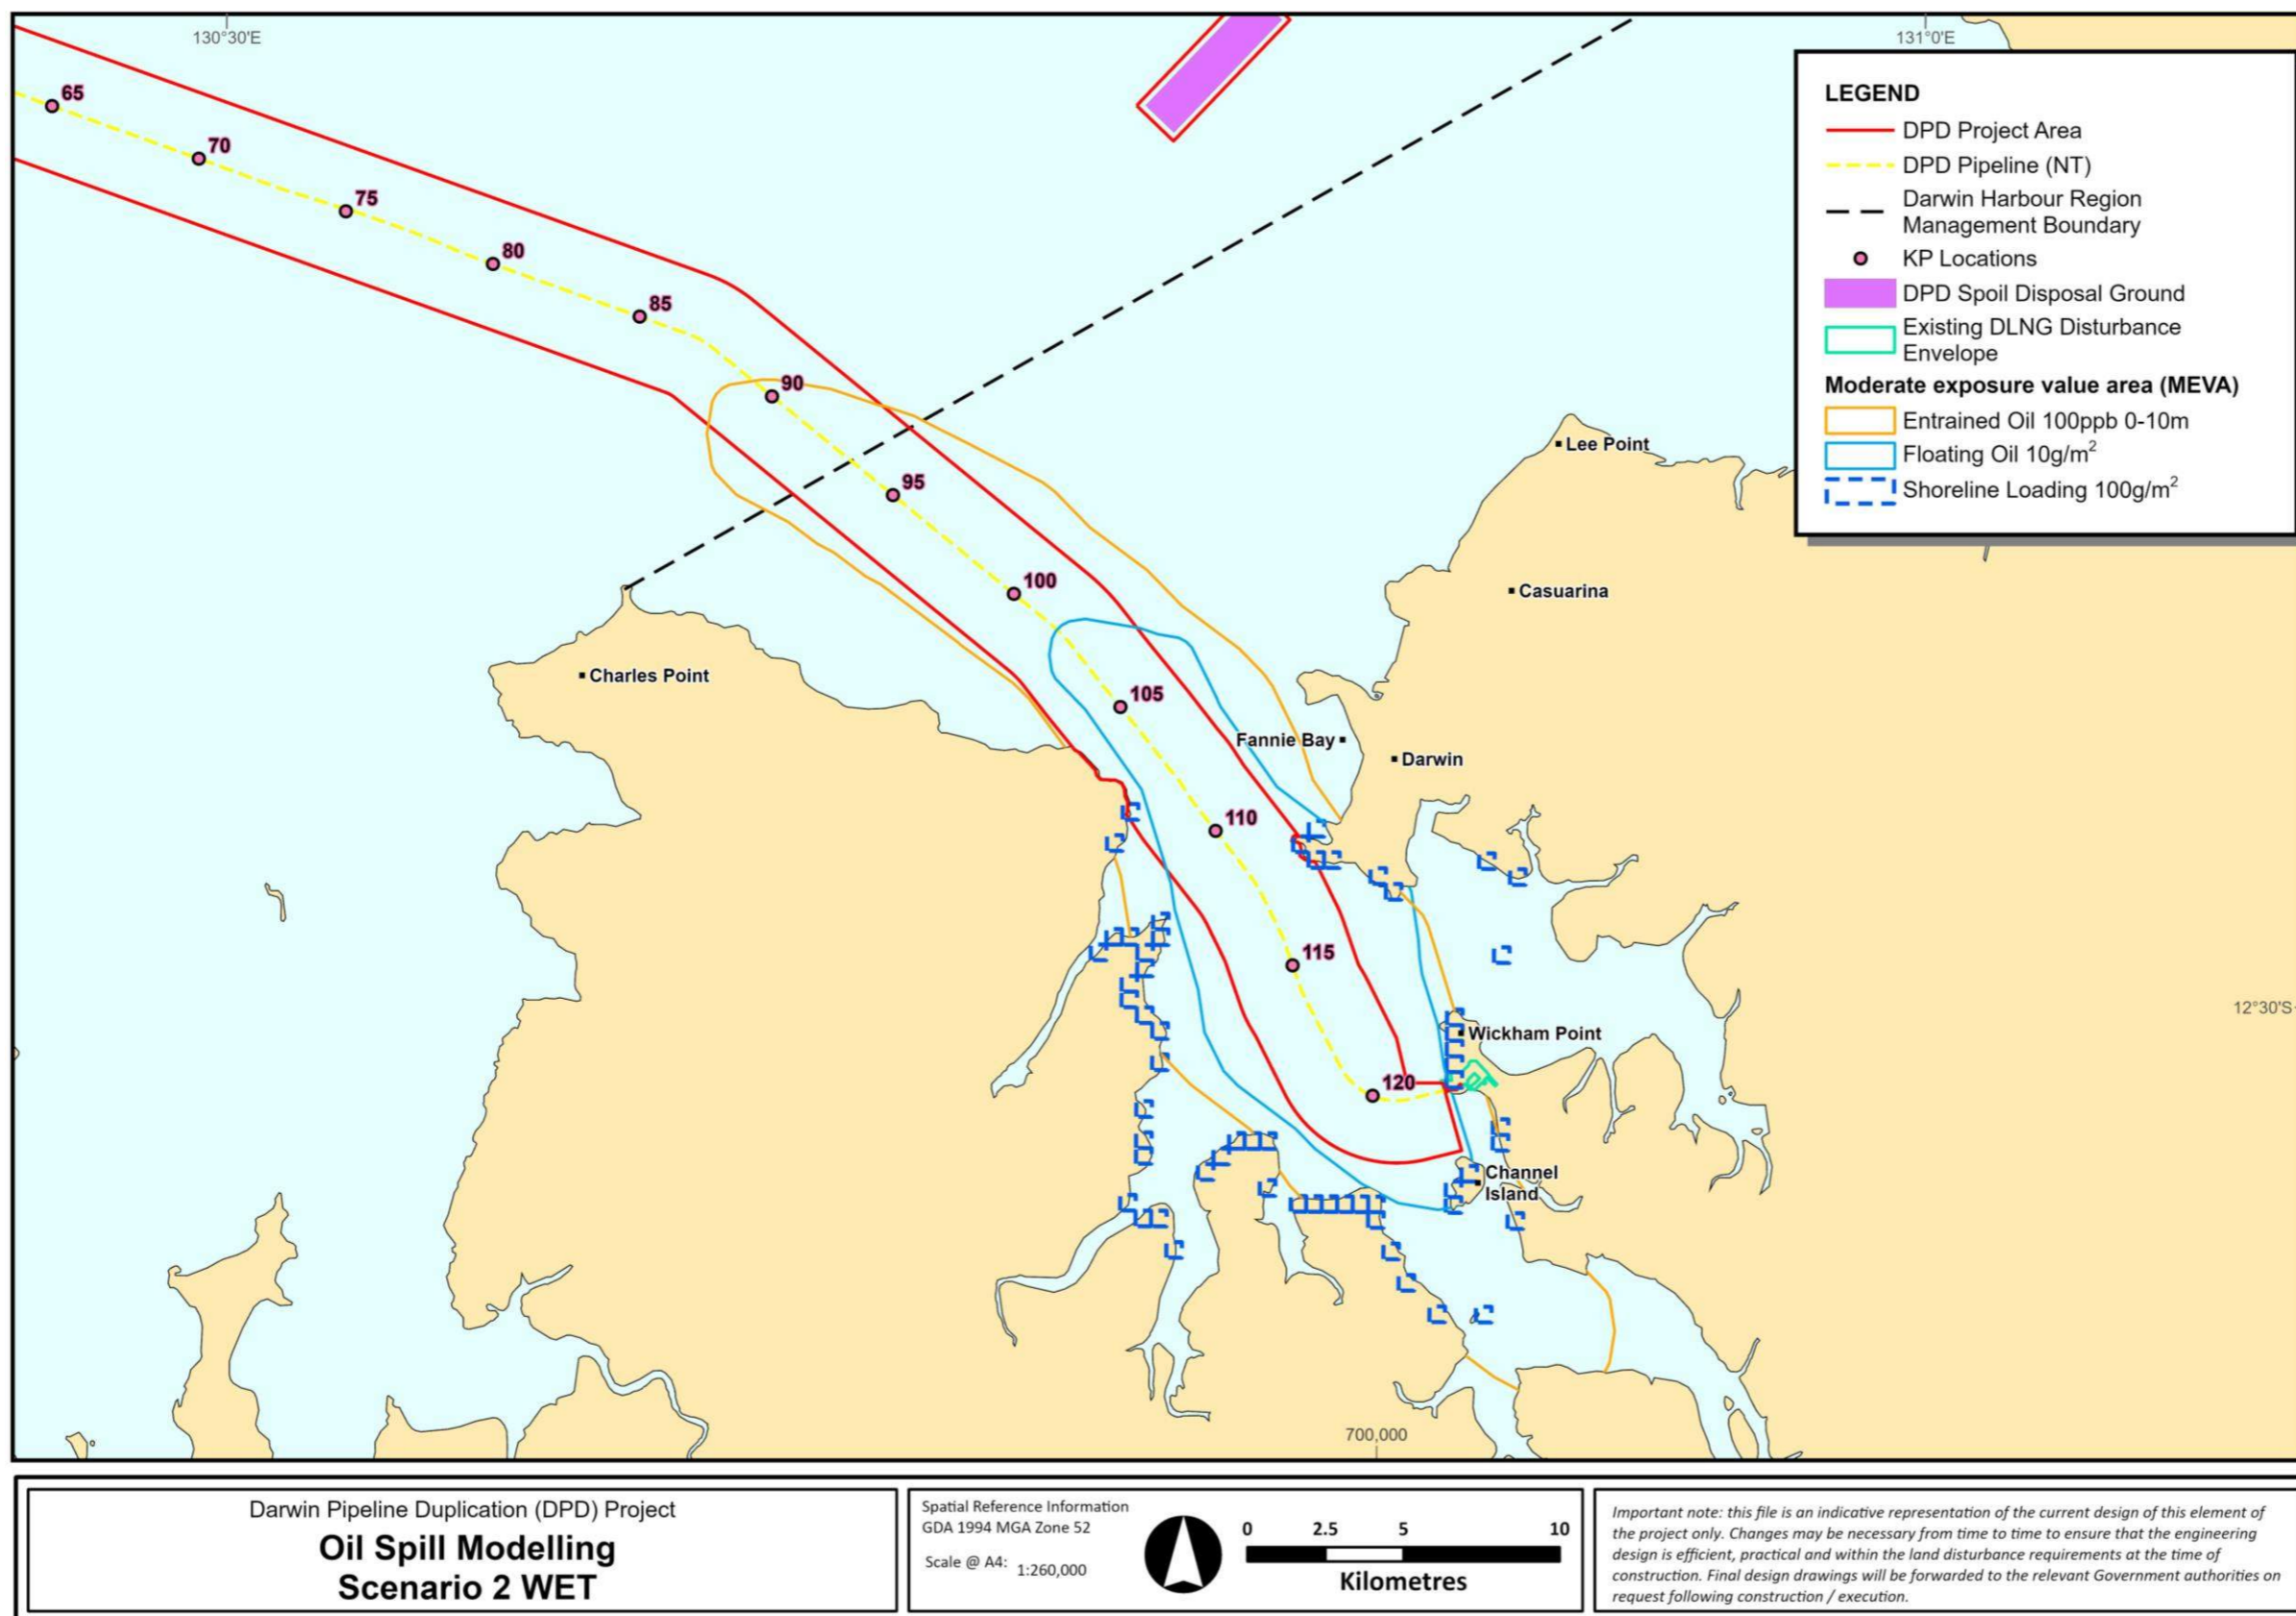 130°30'E
131°0'E
65
70
75
80
85
90
95
100
105
110
115
120
LEGEND
DPD Project Area
DPD Pipeline (NT)
Darwin Harbour Region
Management Boundary
KP Locations
DPD Spoil Disposal Ground
Existing DLNG Disturbance
Envelope
Moderate exposure value area (MEVA)
Entrained Oil 100ppb 0-10m
Floating Oil 10g/m²
Shoreline Loading 100g/m²
Lee Point
Casuarina
Charles Point
Fannie Bay
Darwin
12°30'S
Wickham Point
Channel
Island
700,000
Darwin Pipeline Duplication (DPD) Project
Oil Spill Modelling
Scenario 2 WET
Spatial Reference Information
GDA 1994 MGA Zone 52
Scale @ A4: 1:260,000
0 2.5 5 10
Kilometres
Important note: this file is an indicative representation of the current design of this element of
the project only. Changes may be necessary from time to time to ensure that the engineering
design is efficient, practical and within the land disturbance requirements at the time of
construction. Final design drawings will be forwarded to the relevant Government authorities on
request following construction / execution.